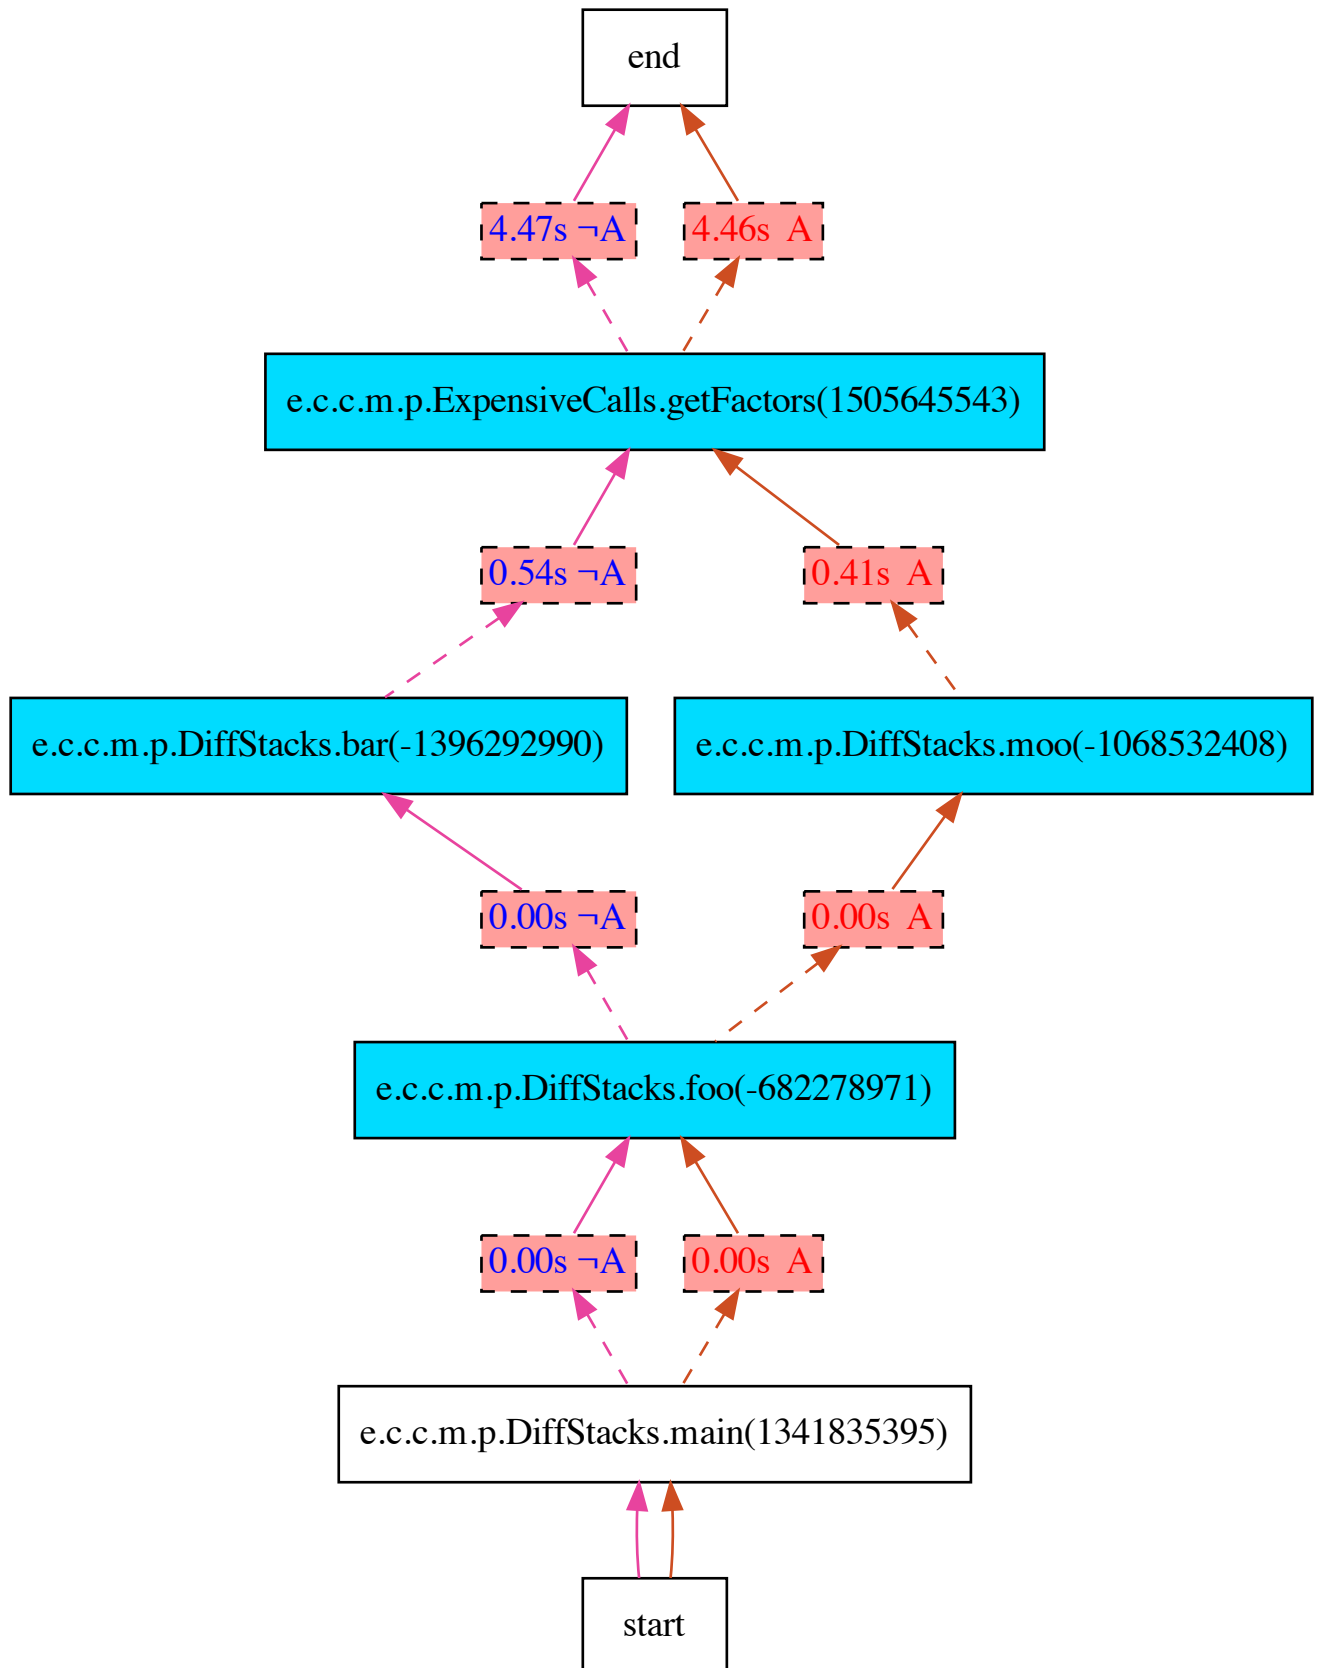 end
4.47s ¬A
4.46s A
e.c.c.m.p.ExpensiveCalls.getFactors(1505645543)
0.54s ¬A
0.41s A
e.c.c.m.p.DiffStacks.bar(-1396292990)
e.c.c.m.p.DiffStacks.moo(-1068532408)
0.00s ¬A
0.00s A
e.c.c.m.p.DiffStacks.foo(-682278971)
0.00s ¬A
0.00s A
e.c.c.m.p.DiffStacks.main(1341835395)
start